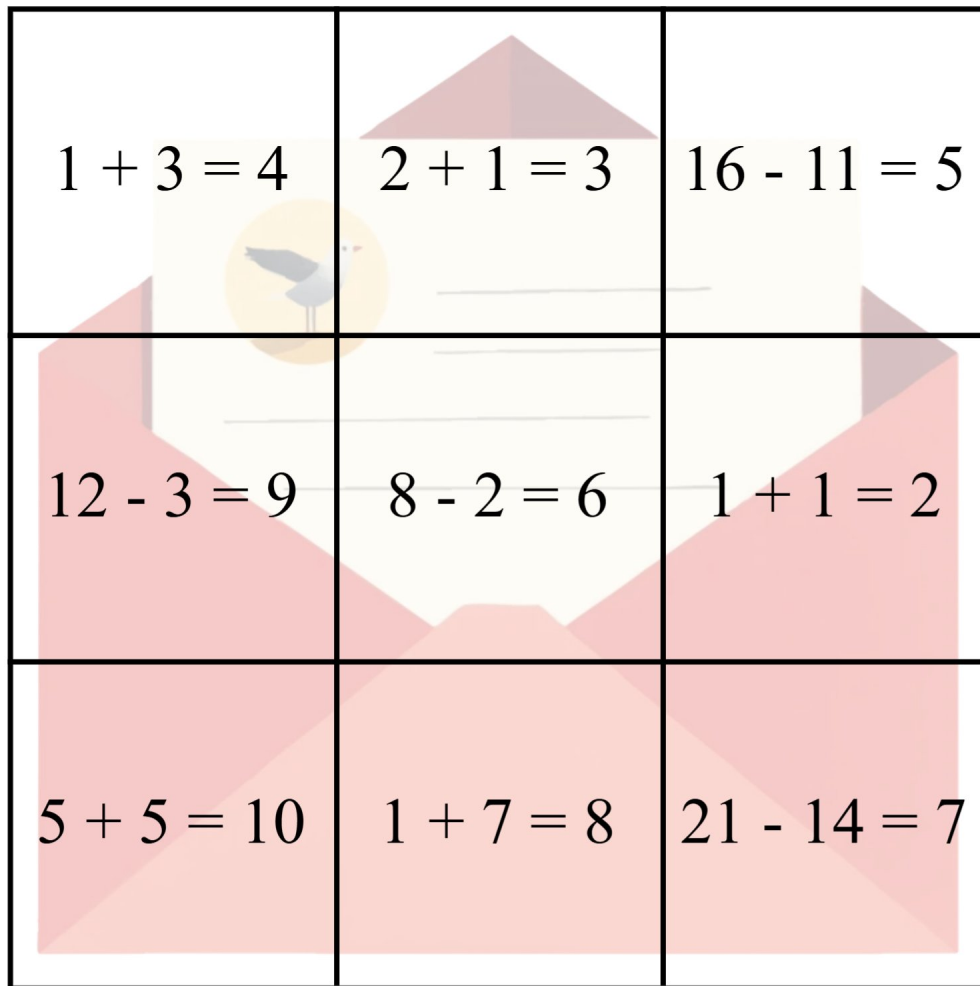 1 + 3 = 4 2 + 1 = 3 16 - 11 = 5
12 - 3 = 9 8 - 2 = 6 1 + 1 = 2
5 + 5 = 10 1 + 7 = 8 21 - 14 = 7